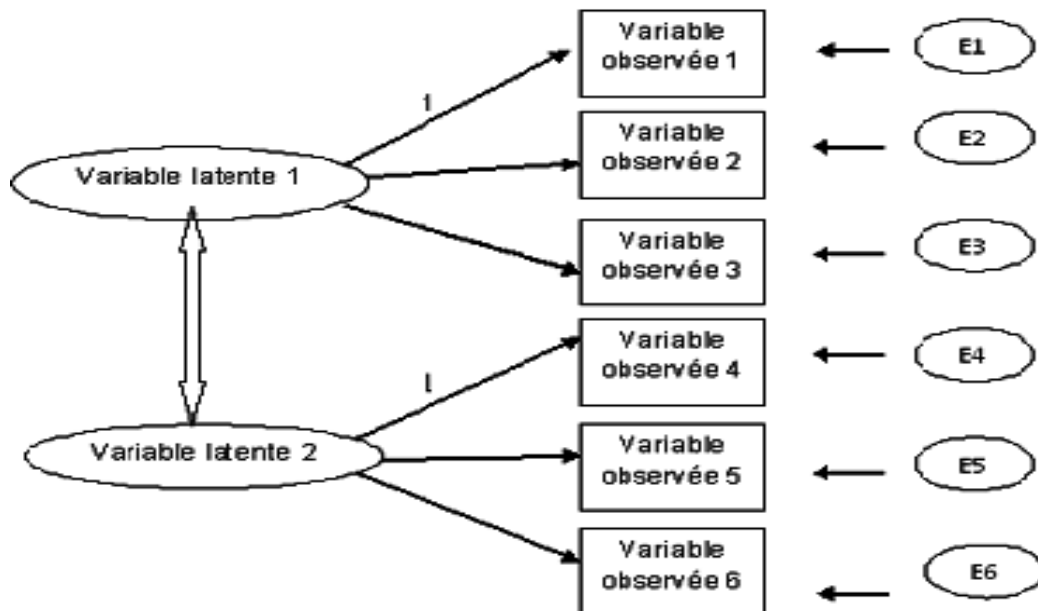 Variable
observée 1
E1
1
Variable
observée 2
E2
Variable latente 1
Variable
observée 3
E3
Variable
observée 4
E4
1
Variable latente 2
Variable
observée 5
E5
Variable
observée 6
E6